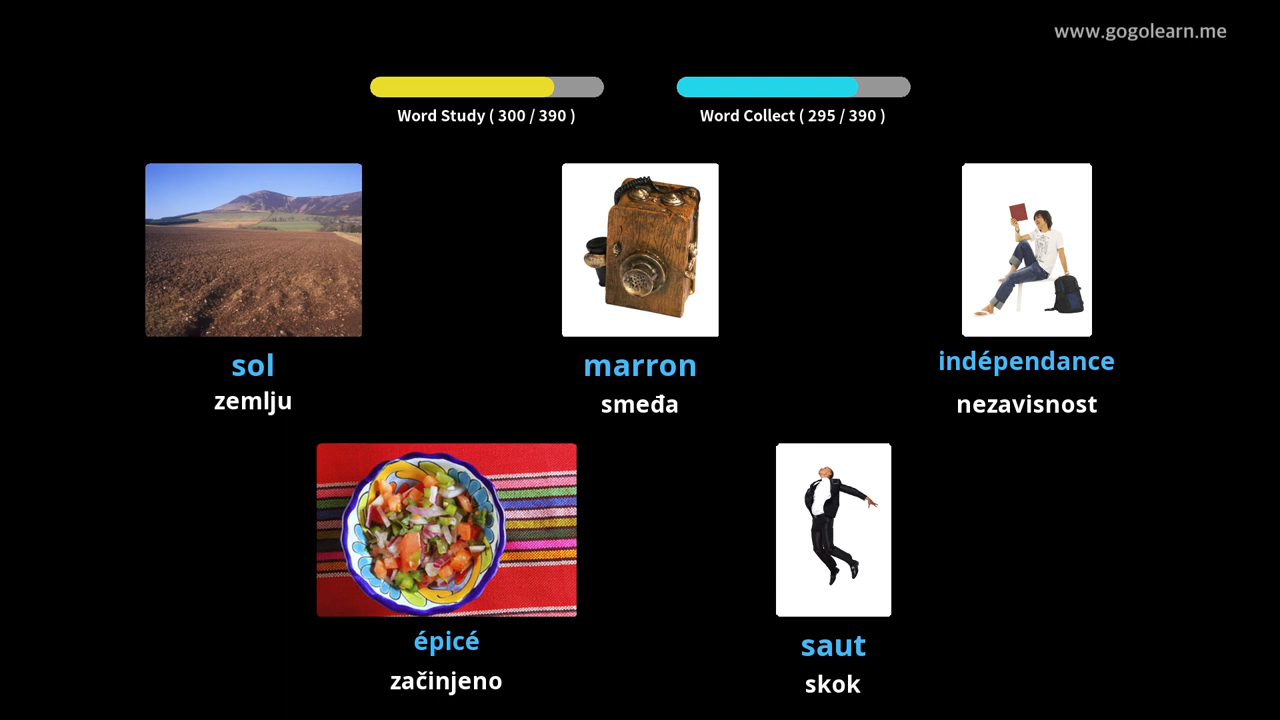 www.gogolearn.me
Word Study ( 300 / 390 )
Word Collect ( 295 / 390 )
sol
zemlju
marron
smeđa
indépendance
nezavisnost
épicé
začinjeno
saut
skok